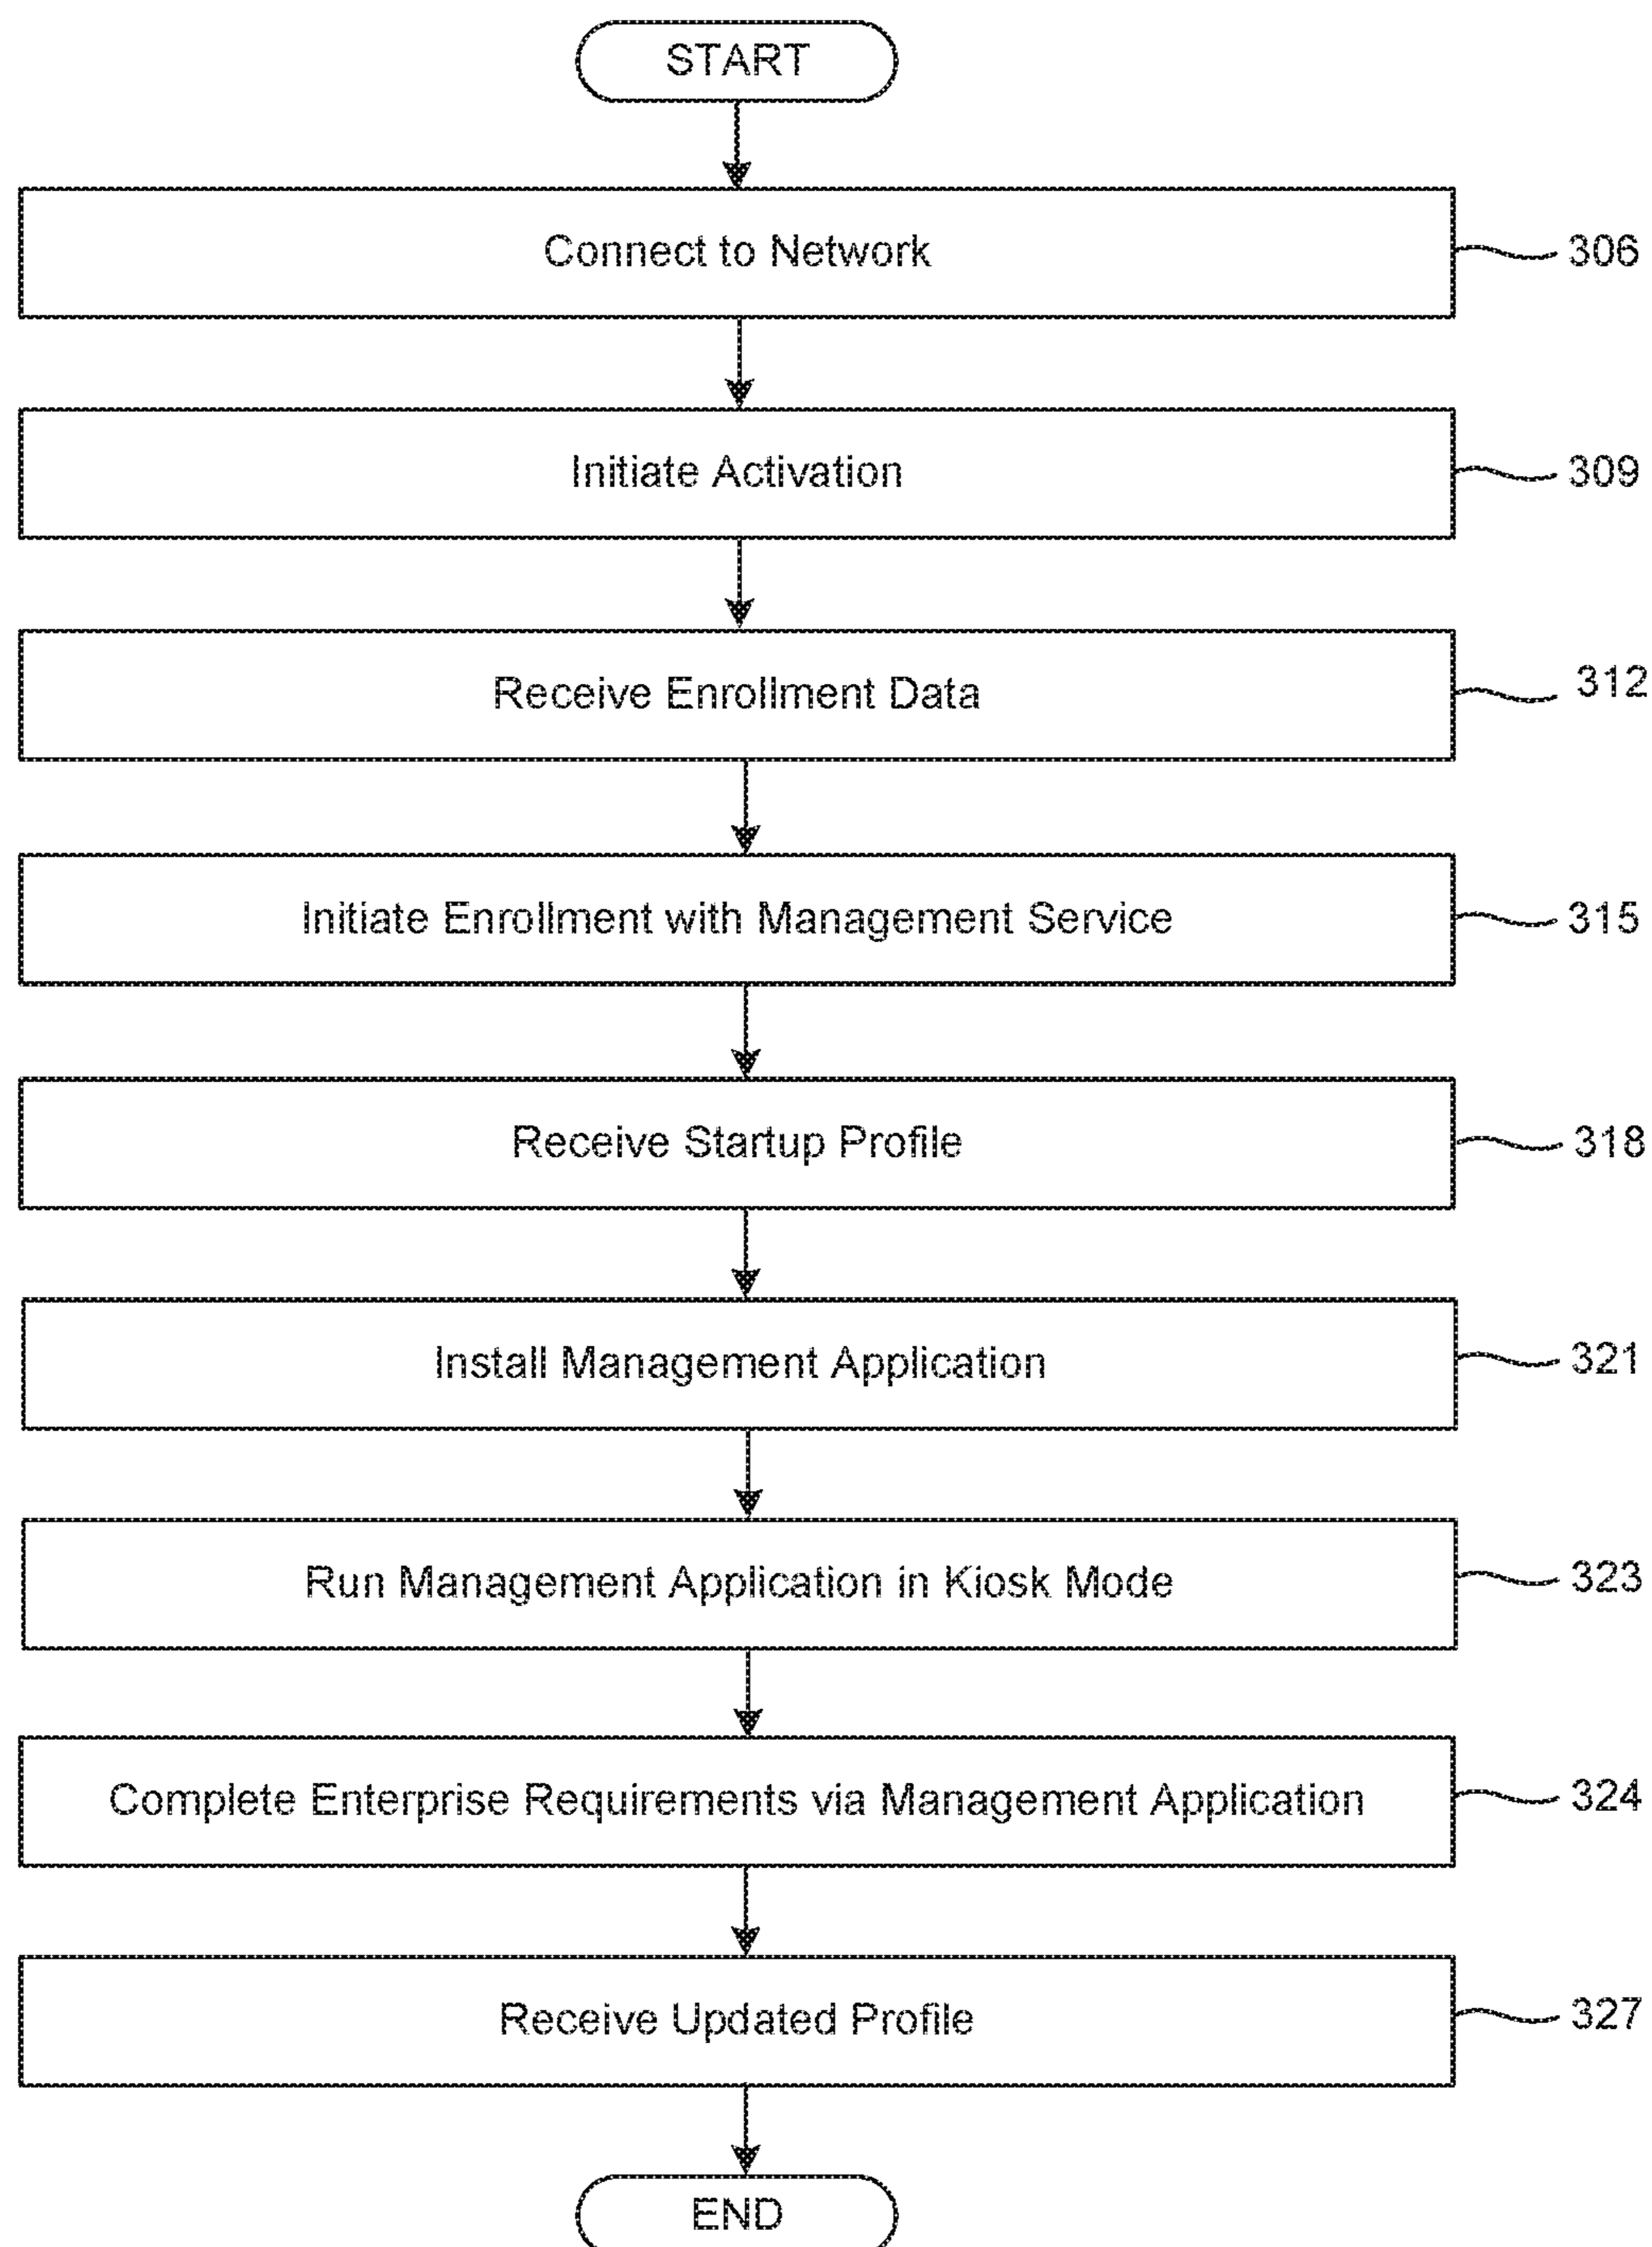 START
Connect to Network
306
Initiate Activation
309
Receive Enrollment Data
312
Initiate Enrollment with Management Service
315
Receive Startup Profile
318
Install Management Application
321
Run Management Application in Kiosk Mode
323
Complete Enterprise Requirements via Management Application
324
Receive Updated Profile
327
END